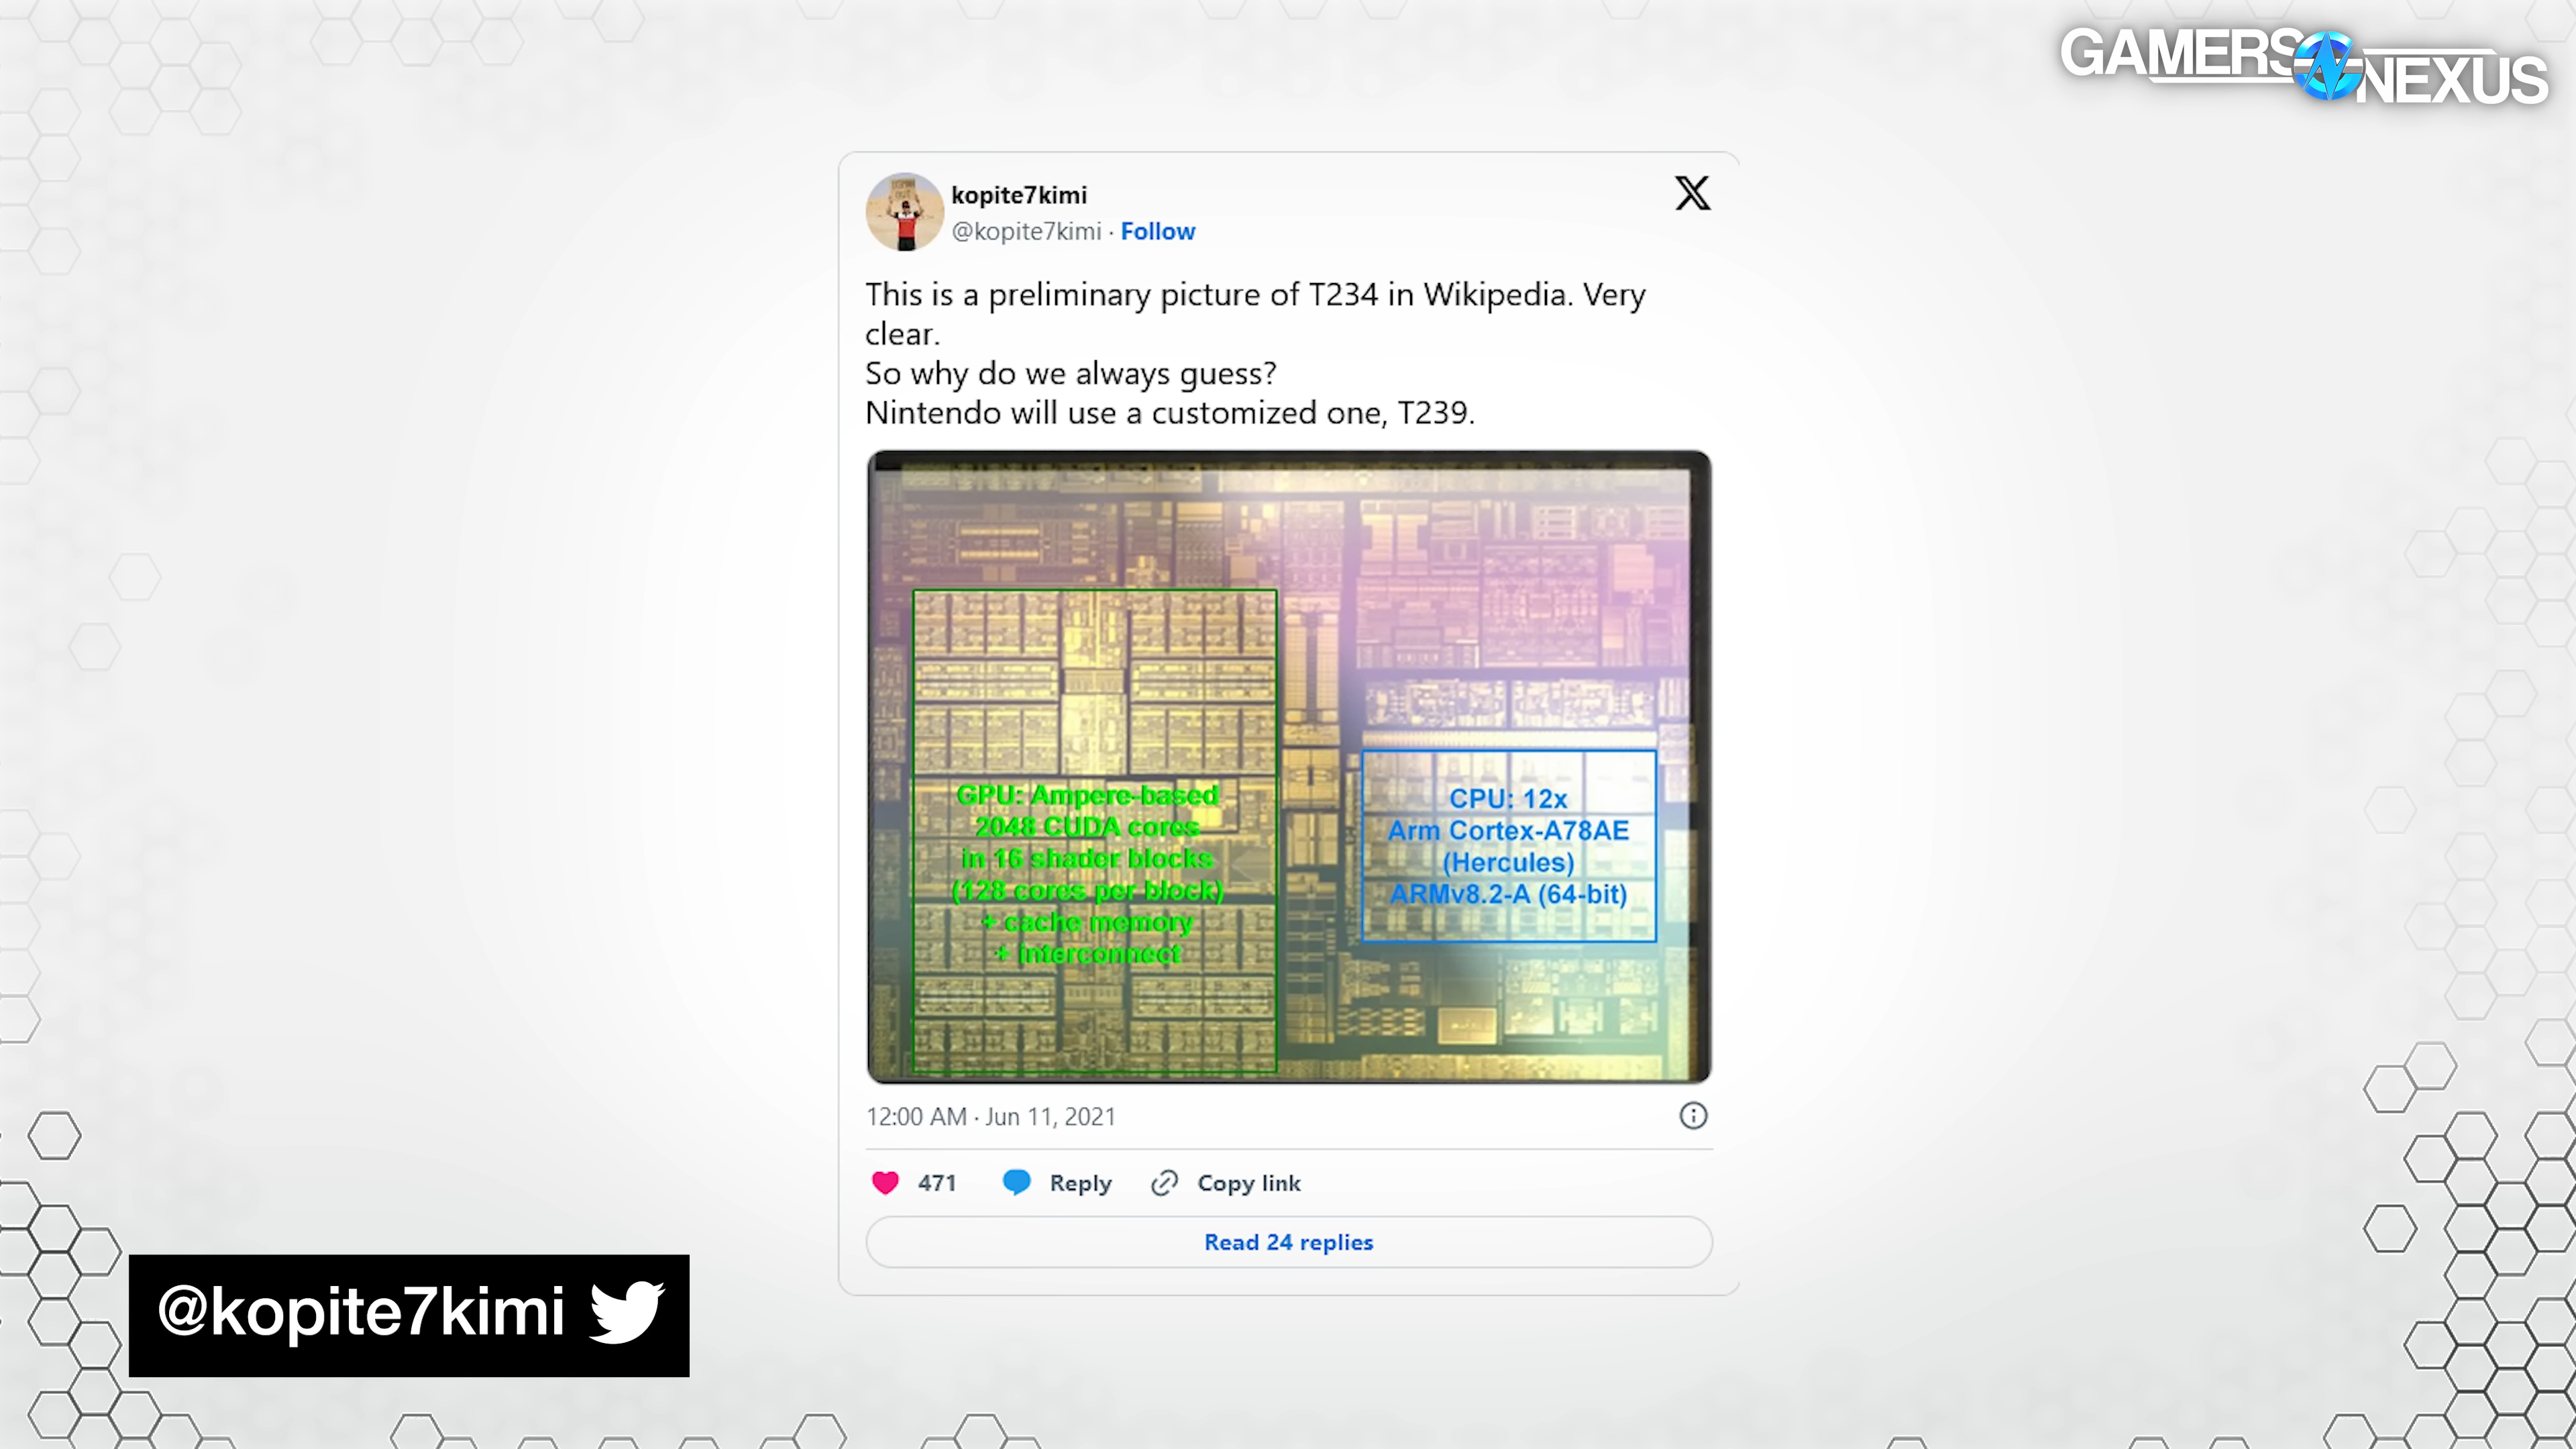 GAMERS NEXUS
kopite7kimi
@kopite7kimi · Follow
This is a preliminary picture of T234 in Wikipedia. Very
clear.
So why do we always guess?
Nintendo will use a customized one, T239.
GPU: Ampere-based
2048 CUDA cores
in 16 shader blocks
(128 cores per block)
+ cache memory
+ interconnect
CPU: 12x
Arm Cortex-A78AE
(Hercules)
ARMv8.2-A (64-bit)
12:00 AM · Jun 11, 2021
471 Reply Copy link
Read 24 replies
@kopite7kimi